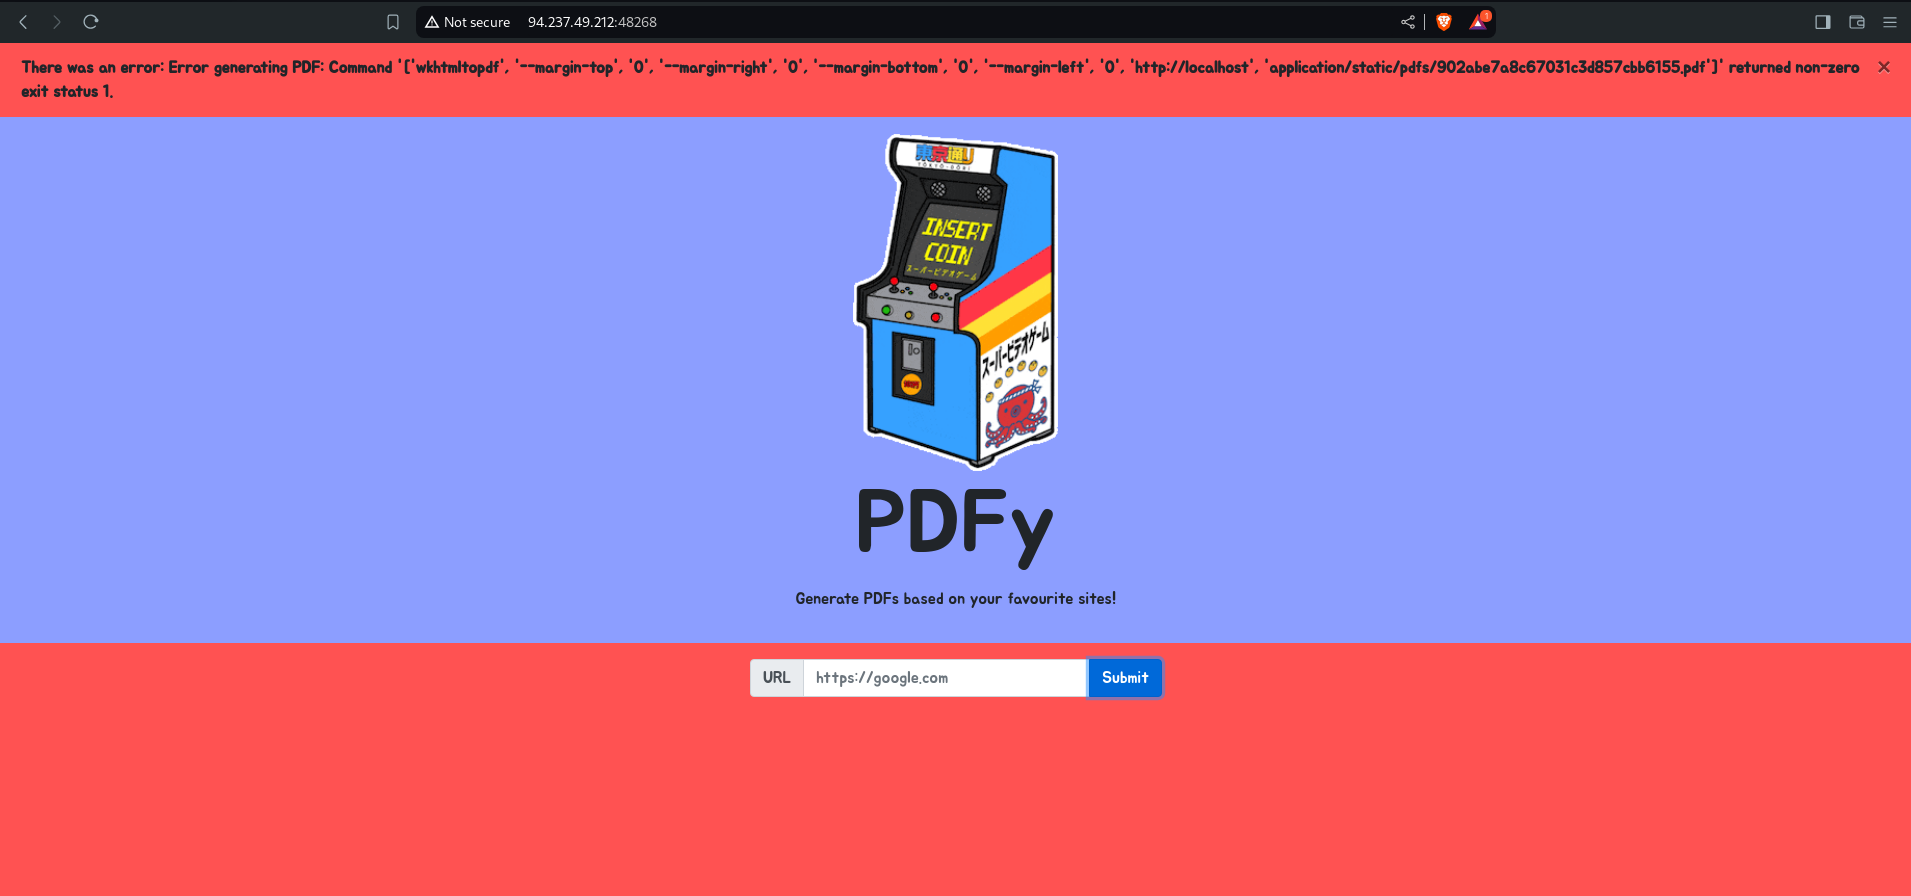 Not secure 94.237.49.212:48268
1
There was an error: Error generating PDF: Command '['wkhtmltopdf', '--margin-top', '0', '--margin-right', '0', '--margin-bottom', '0', '--margin-left', '0', 'http://localhost', 'application/static/pdfs/902abe7a8c67031c3d857cbb6155.pdf']' returned non-zero
exit status 1.
東京通り
INSERT
COIN
スーパービデオゲーム
スーパービデオゲーム
PDFy
Generate PDFs based on your favourite sites!
URL https://google.com Submit